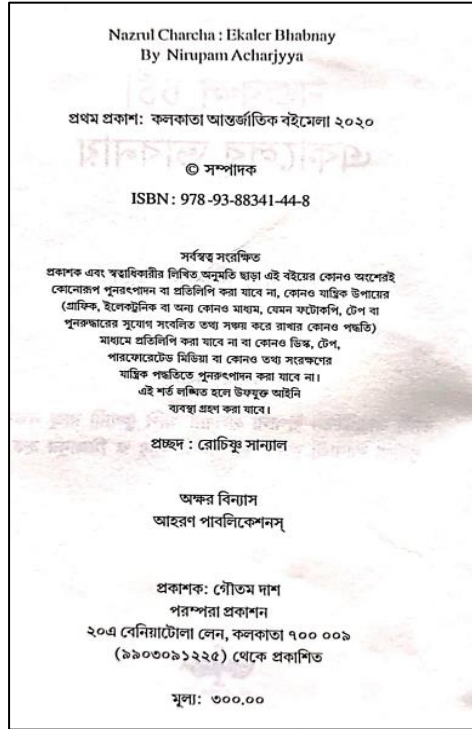 Nazrul Charcha : Ekaler Bhabnay
By Nirupam Acharjyya
প্রথম প্রকাশ: কলকাতা আন্তর্জাতিক বইমেলা ২০২০
© সম্পাদক
ISBN : 978-93-88341-44-8
সর্বস্বত্ব সংরক্ষিত
প্রকাশক এবং স্বত্বাধিকারীর লিখিত অনুমতি ছাড়া এই বইয়ের কোনও অংশেরই
কোনোরূপ পুনরুৎপাদন বা প্রতিলিপি করা যাবে না, কোনও যান্ত্রিক উপায়ের
(গ্রাফিক, ইলেকট্রনিক বা অন্য কোনও মাধ্যম, যেমন ফটোকপি, টেপ বা
পুনরুদ্ধারের সুযোগ সংবলিত তথ্য সঞ্চয় করে রাখার কোনও পদ্ধতি)
মাধ্যমে প্রতিলিপি করা যাবে না বা কোনও ডিস্ক, টেপ,
পারফোরেটেড মিডিয়া বা কোনও তথ্য সংরক্ষণের
যান্ত্রিক পদ্ধতিতে পুনরুৎপাদন করা যাবে না।
এই শর্ত লঙ্ঘিত হলে উফযুক্ত আইনি
ব্যবস্থা গ্রহণ করা যাবে।
প্রচ্ছদ : রোচিষ্ণু সান্যাল
অক্ষর বিন্যাস
আহরণ পাবলিকেশনস্
প্রকাশক: গৌতম দাশ
পরম্পরা প্রকাশন
২০এ বেনিয়াটোলা লেন, কলকাতা ৭০০ ০০৯
(৯৯০৩০৯১২২৫) থেকে প্রকাশিত
মূল্য: ৩০০.০০